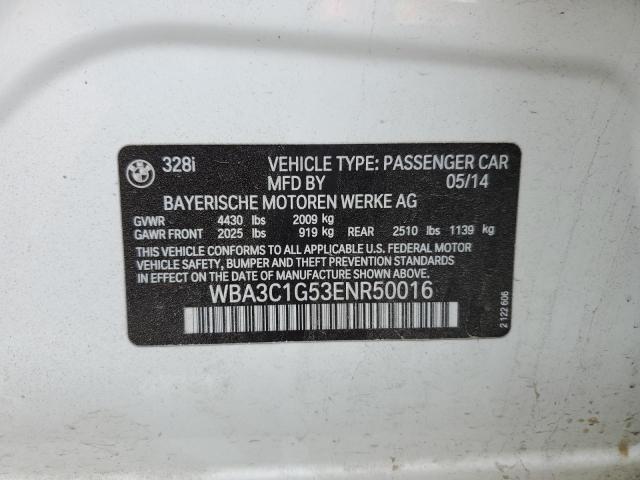 328i VEHICLE TYPE: PASSENGER CAR
MFD BY 05/14
BAYERISCHE MOTOREN WERKE AG
GVWR 4430 lbs 2009 kg
GAWR FRONT 2025 lbs 919 kg REAR 2510 lbs 1139 kg
THIS VEHICLE CONFORMS TO ALL APPLICABLE U.S. FEDERAL MOTOR
VEHICLE SAFETY, BUMPER AND THEFT PREVENTION STANDARDS
IN EFFECT ON THE DATE OF MANUFACTURE SHOWN ABOVE.
WBA3C1G53ENR50016
2 122 606